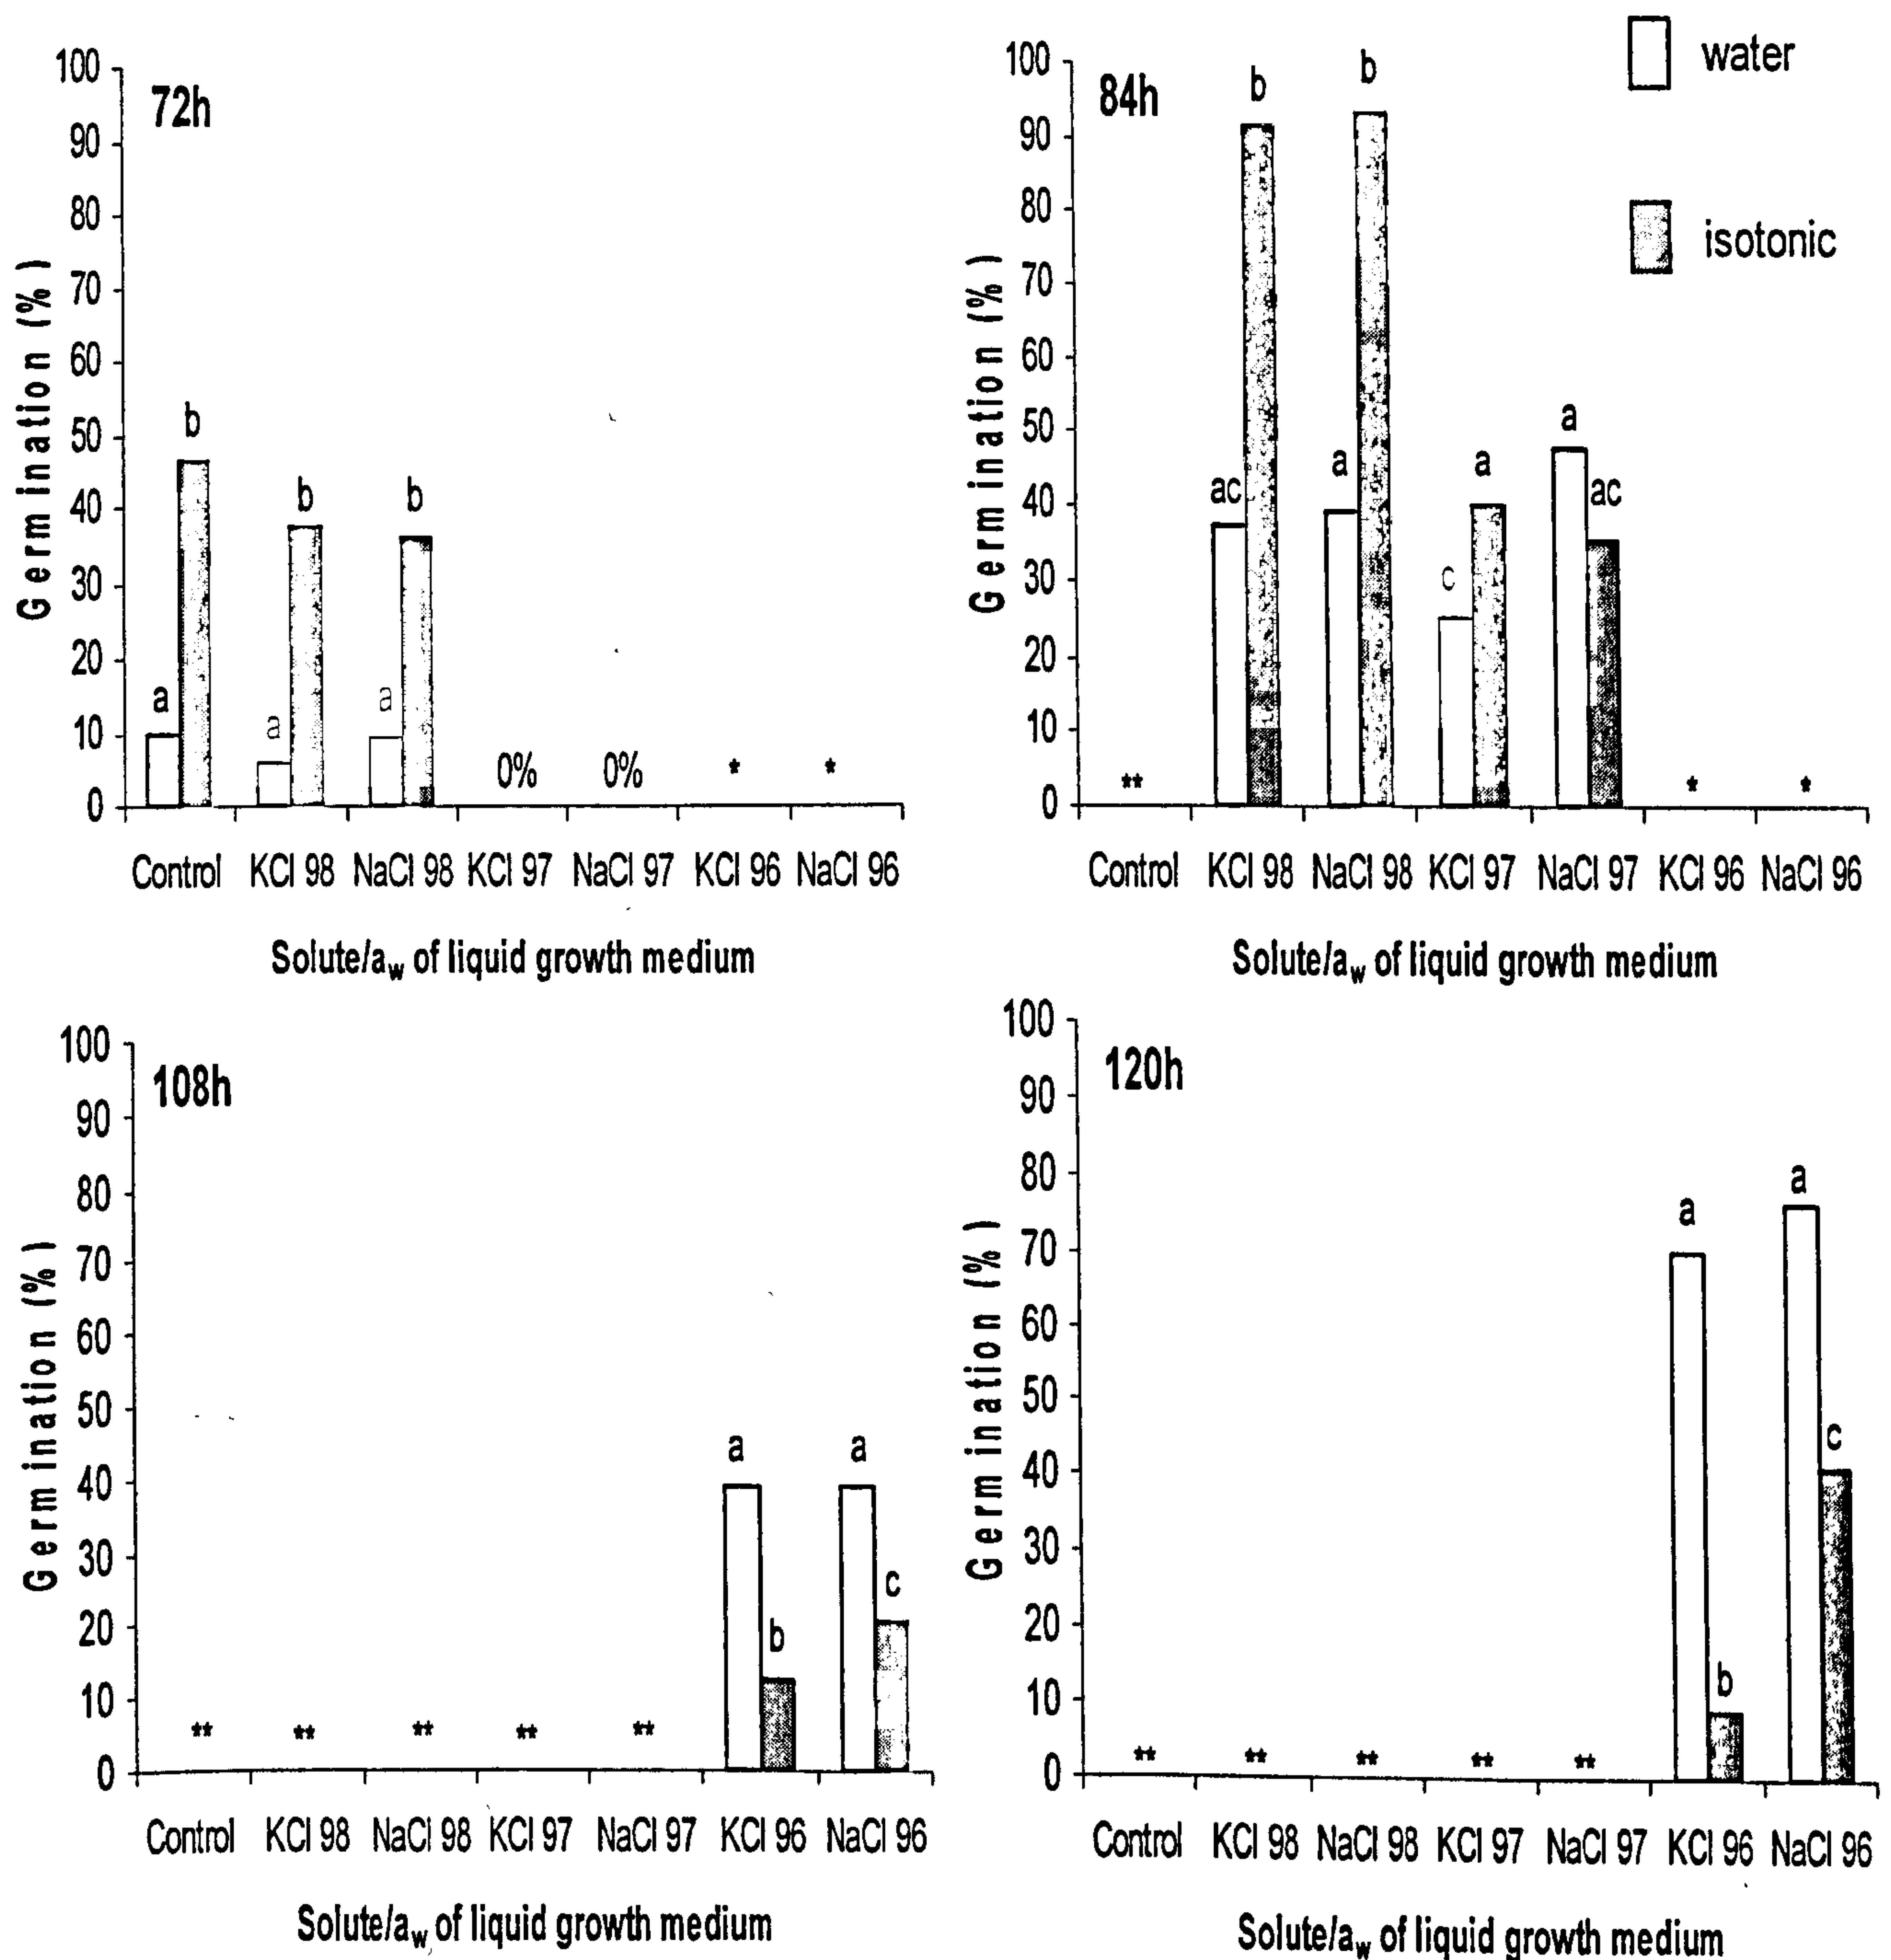 water
isotonic
72h
Germination (%)
100
90
80
70
60
50
40
30
20
10
0
a b a b a b 0% 0% * *
Control KCl 98 NaCl 98 KCl 97 NaCl 97 KCl 96 NaCl 96
Solute/aw of liquid growth medium
84h
Germination (%)
100
90
80
70
60
50
40
30
20
10
0
** ac b a b c a a ac * *
Control KCl 98 NaCl 98 KCl 97 NaCl 97 KCl 96 NaCl 96
Solute/aw of liquid growth medium
108h
Germination (%)
100
90
80
70
60
50
40
30
20
10
0
** ** ** ** ** a b a c
Control KCl 98 NaCl 98 KCl 97 NaCl 97 KCl 96 NaCl 96
Solute/aw of liquid growth medium
120h
Germination (%)
100
90
80
70
60
50
40
30
20
10
0
** ** ** ** ** a b a c
Control KCl 98 NaCl 98 KCl 97 NaCl 97 KCl 96 NaCl 96
Solute/aw of liquid growth medium